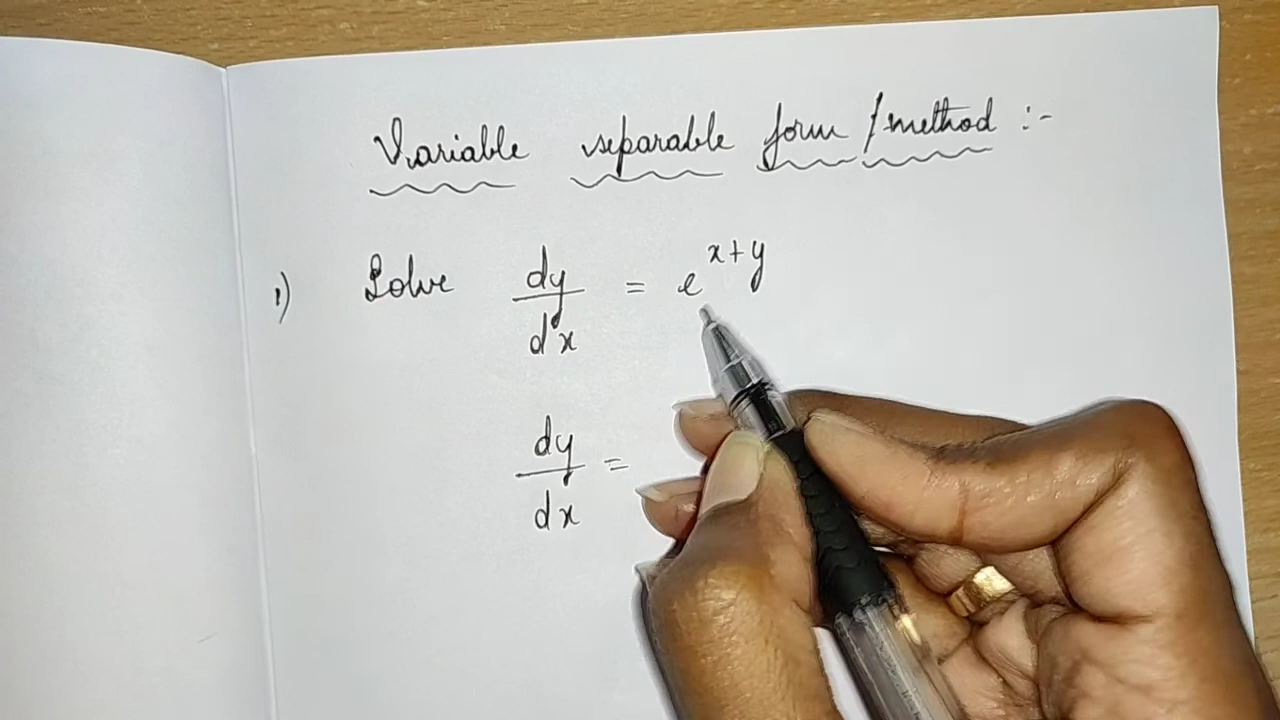 Variable separable form / method :-
1) Solve dy/dx = e^{x+y}
dy/dx =